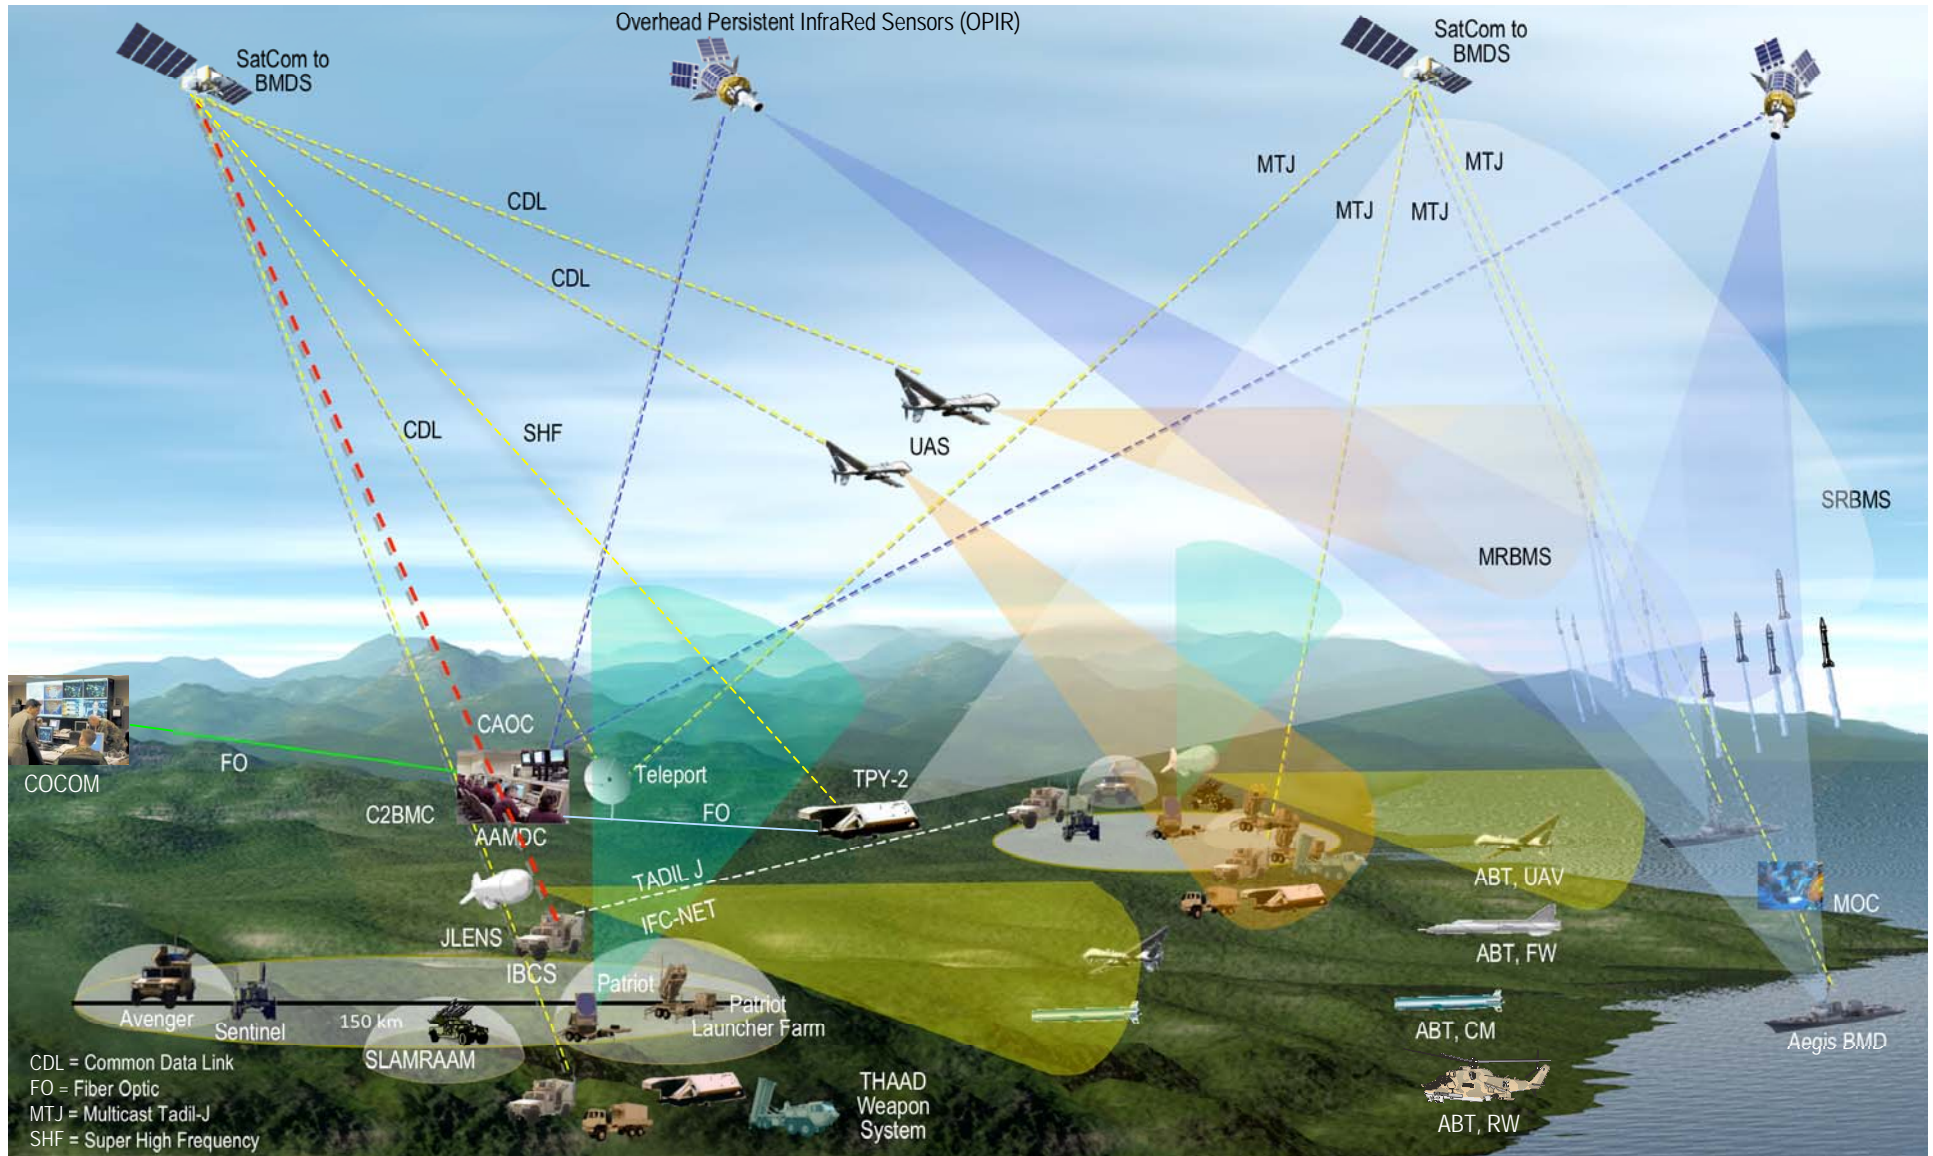 Overhead Persistent InfraRed Sensors (OPIR)
SatCom to
BMDS
SatCom to
BMDS
MTJ
MTJ
MTJ
MTJ
CDL
CDL
CDL
SHF
UAS
SRBMS
MRBMS
CAOC
COCOM
FO
Teleport
TPY-2
C2BMC
FO
AAMDC
TADIL J
IFC-NET
ABT, UAV
MOC
JLENS
IBCS
ABT, FW
Patriot
Avenger
Sentinel
150 km
Patriot
Launcher Farm
SLAMRAAM
ABT, CM
Aegis BMD
CDL = Common Data Link
FO = Fiber Optic
MTJ = Multicast Tadil-J
SHF = Super High Frequency
THAAD
Weapon
System
ABT, RW